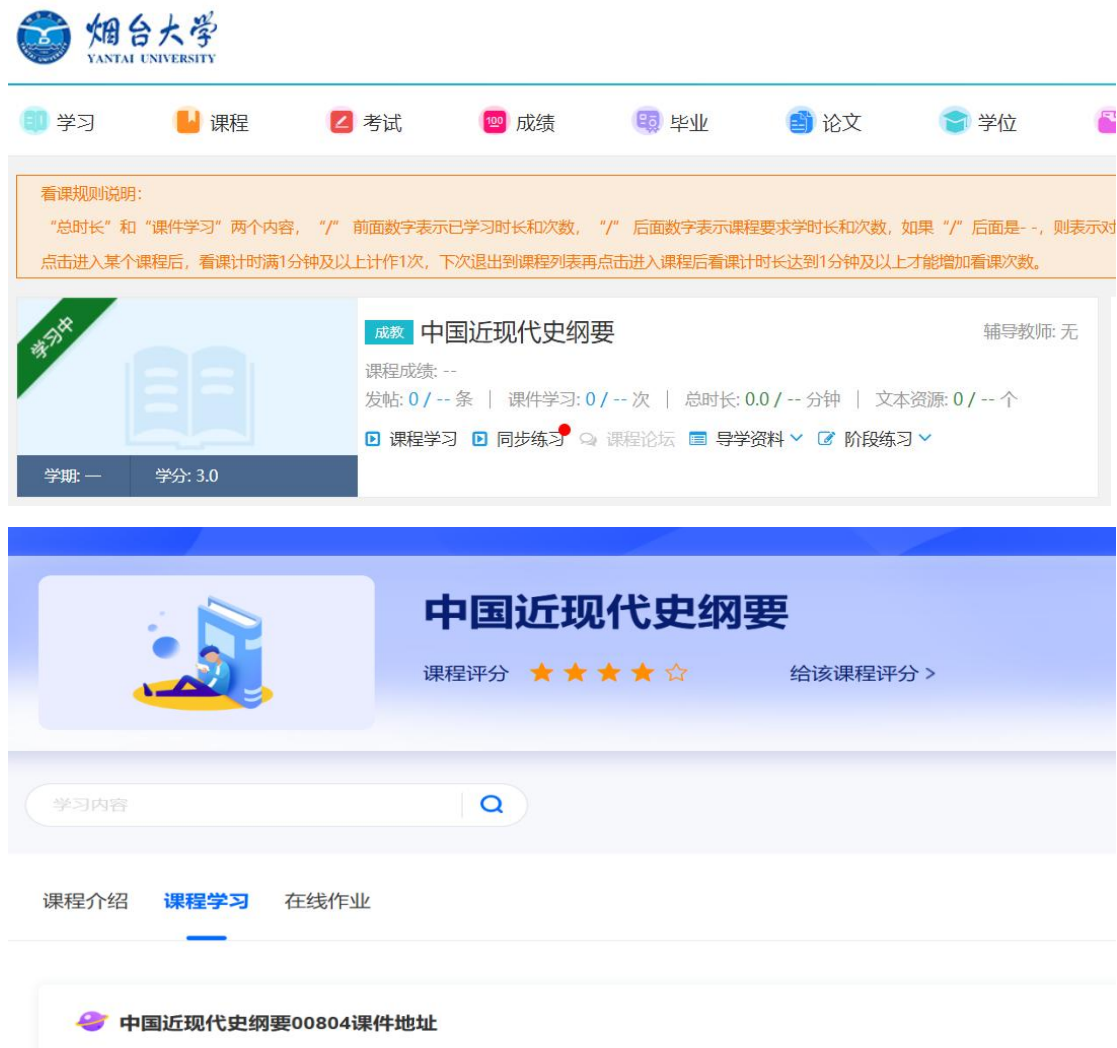 烟台大学
YANTAI UNIVERSITY
学习 课程 100 考试 成绩 毕业 论文 学位
看课规则说明：
“总时长”和“课件学习”两个内容，“/” 前面数字表示已学习时长和次数，“/” 后面数字表示课程要求学时长和次数，如果 “/” 后面是- -，则表示对
点击进入某个课程后，看课计时满1分钟及以上计作1次，下次退出到课程列表再点击进入课程后看课计时长达到1分钟及以上才能增加看课次数。
学习中
成教 中国近现代史纲要 辅导教师: 无
课程成绩: --
发帖: 0 / -- 条 | 课件学习: 0 / -- 次 | 总时长: 0.0 / -- 分钟 | 文本资源: 0 / -- 个
课程学习 同步练习 课程论坛 导学资料 阶段练习
学期: — 学分: 3.0
中国近现代史纲要
课程评分 给该课程评分 >
学习内容
课程介绍 课程学习 在线作业
中国近现代史纲要00804课件地址